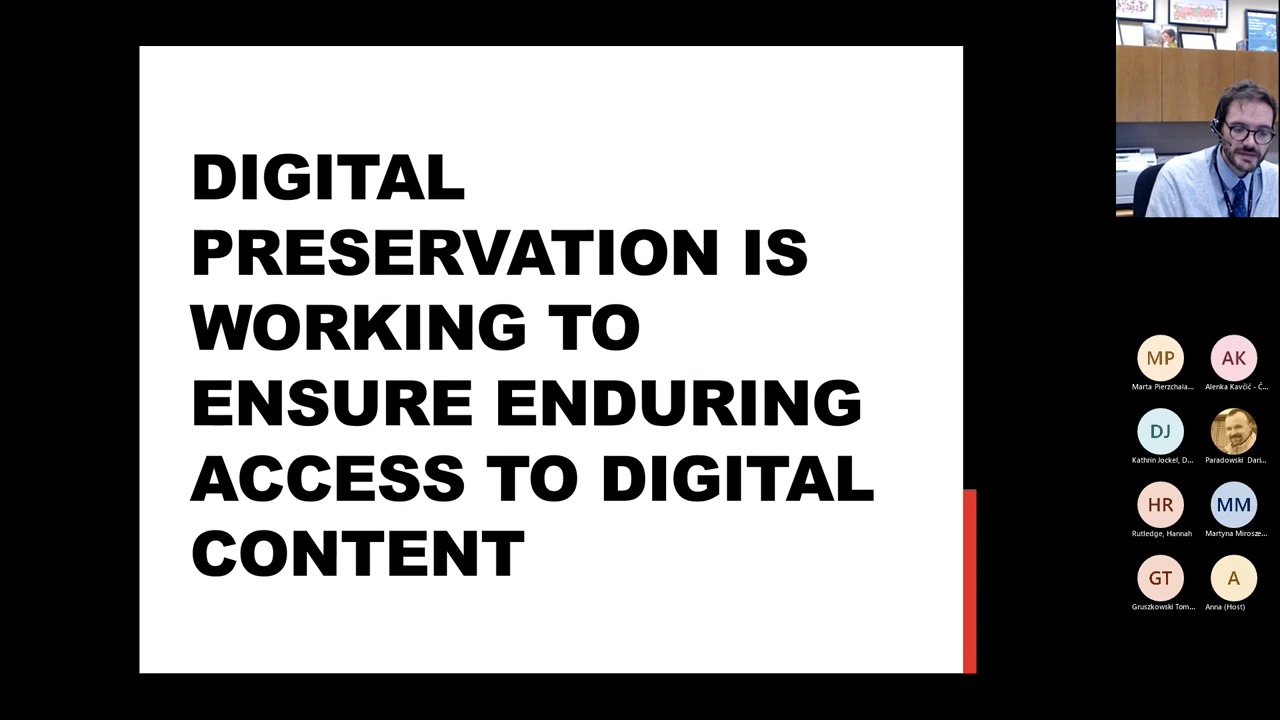 DIGITAL
PRESERVATION IS
WORKING TO
ENSURE ENDURING
ACCESS TO DIGITAL
CONTENT
MP
AK
Marta Pierzchala...
Alenka Kavčič - Č...
DJ
Kathrin Jockel, D...
Paradowski Dari...
HR
MM
Rutledge, Hannah
Martyna Mirosze...
GT
A
Gruszkowski Tom...
Anna (Host)